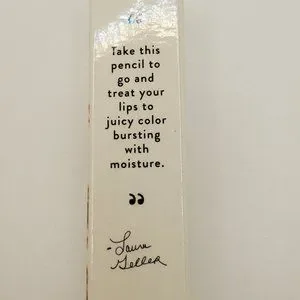 “
Take this
pencil to
go and
treat your
lips to
juicy color
bursting
with
moisture.
”
-Laura
Geller